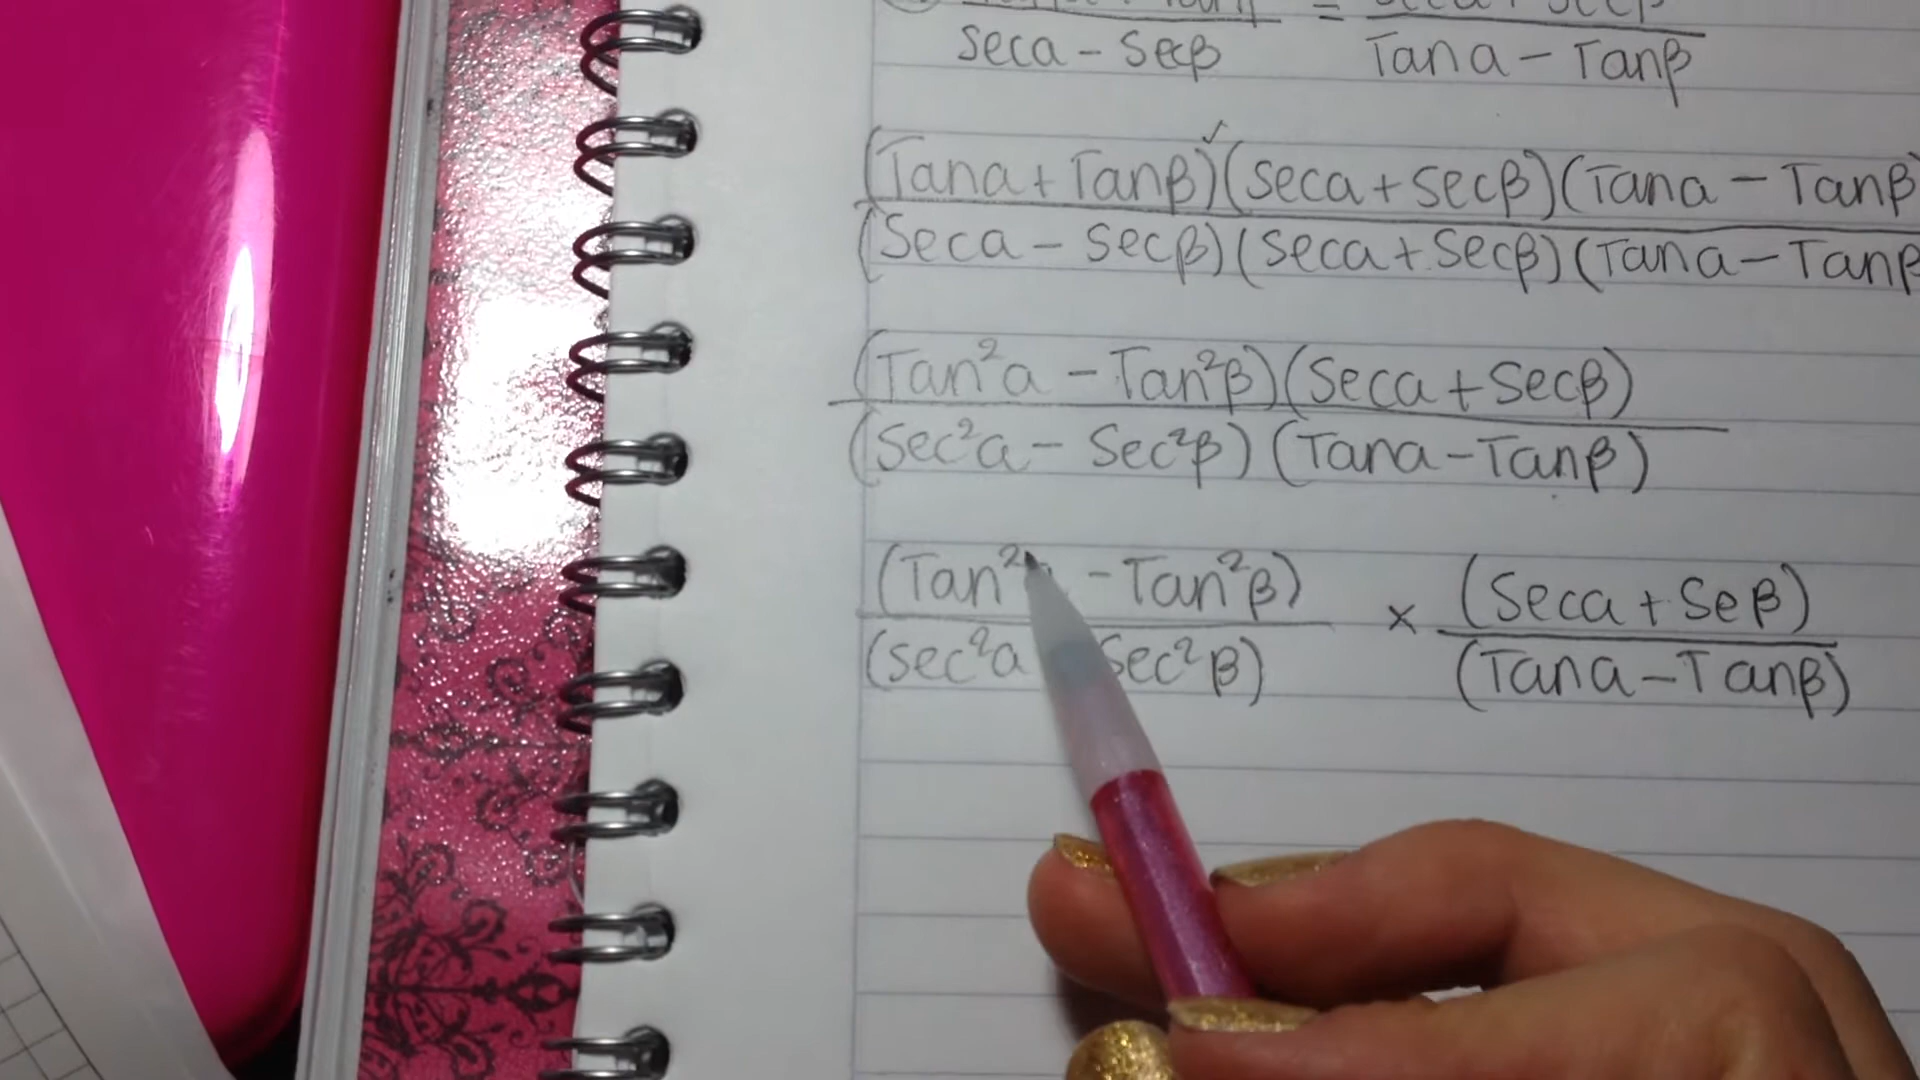 Seca - Secβ = Tana - Tanβ
(Tana + Tanβ)✓(Seca + Secβ)(Tana - Tanβ)
(Seca - Secβ)(Seca + Secβ)(Tana - Tanβ
(Tan²a - Tan²β)(Seca + Secβ)
(Sec²a - Sec²β)(Tana - Tanβ)
(Tan² - Tan²β) × (Seca + Seβ)
(Sec²a Sec²β) (Tana - Tanβ)